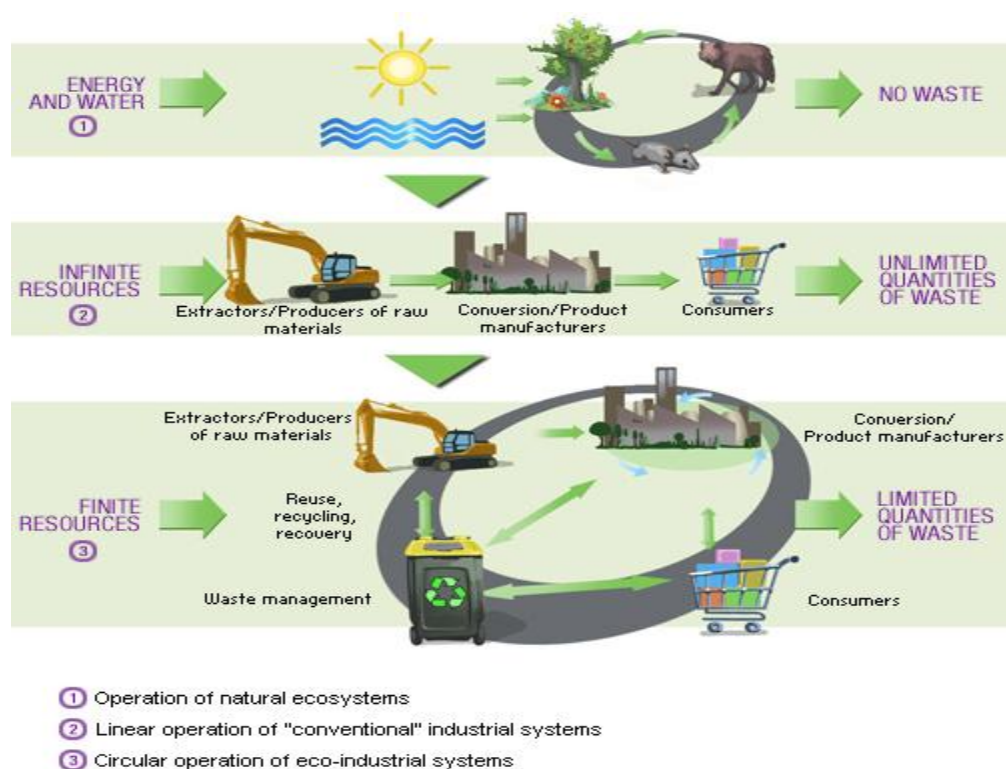 ENERGY
AND WATER
1
NO WASTE
INFINITE
RESOURCES
2
Extractors/Producers of raw
materials
Conversion/Product
manufacturers
Consumers
UNLIMITED
QUANTITIES
OF WASTE
Extractors/Producers
of raw materials
Conversion/
Product manufacturers
FINITE
RESOURCES
3
Reuse,
recycling,
recovery
LIMITED
QUANTITIES
OF WASTE
Waste management
Consumers
1 Operation of natural ecosystems
2 Linear operation of "conventional" industrial systems
3 Circular operation of eco-industrial systems